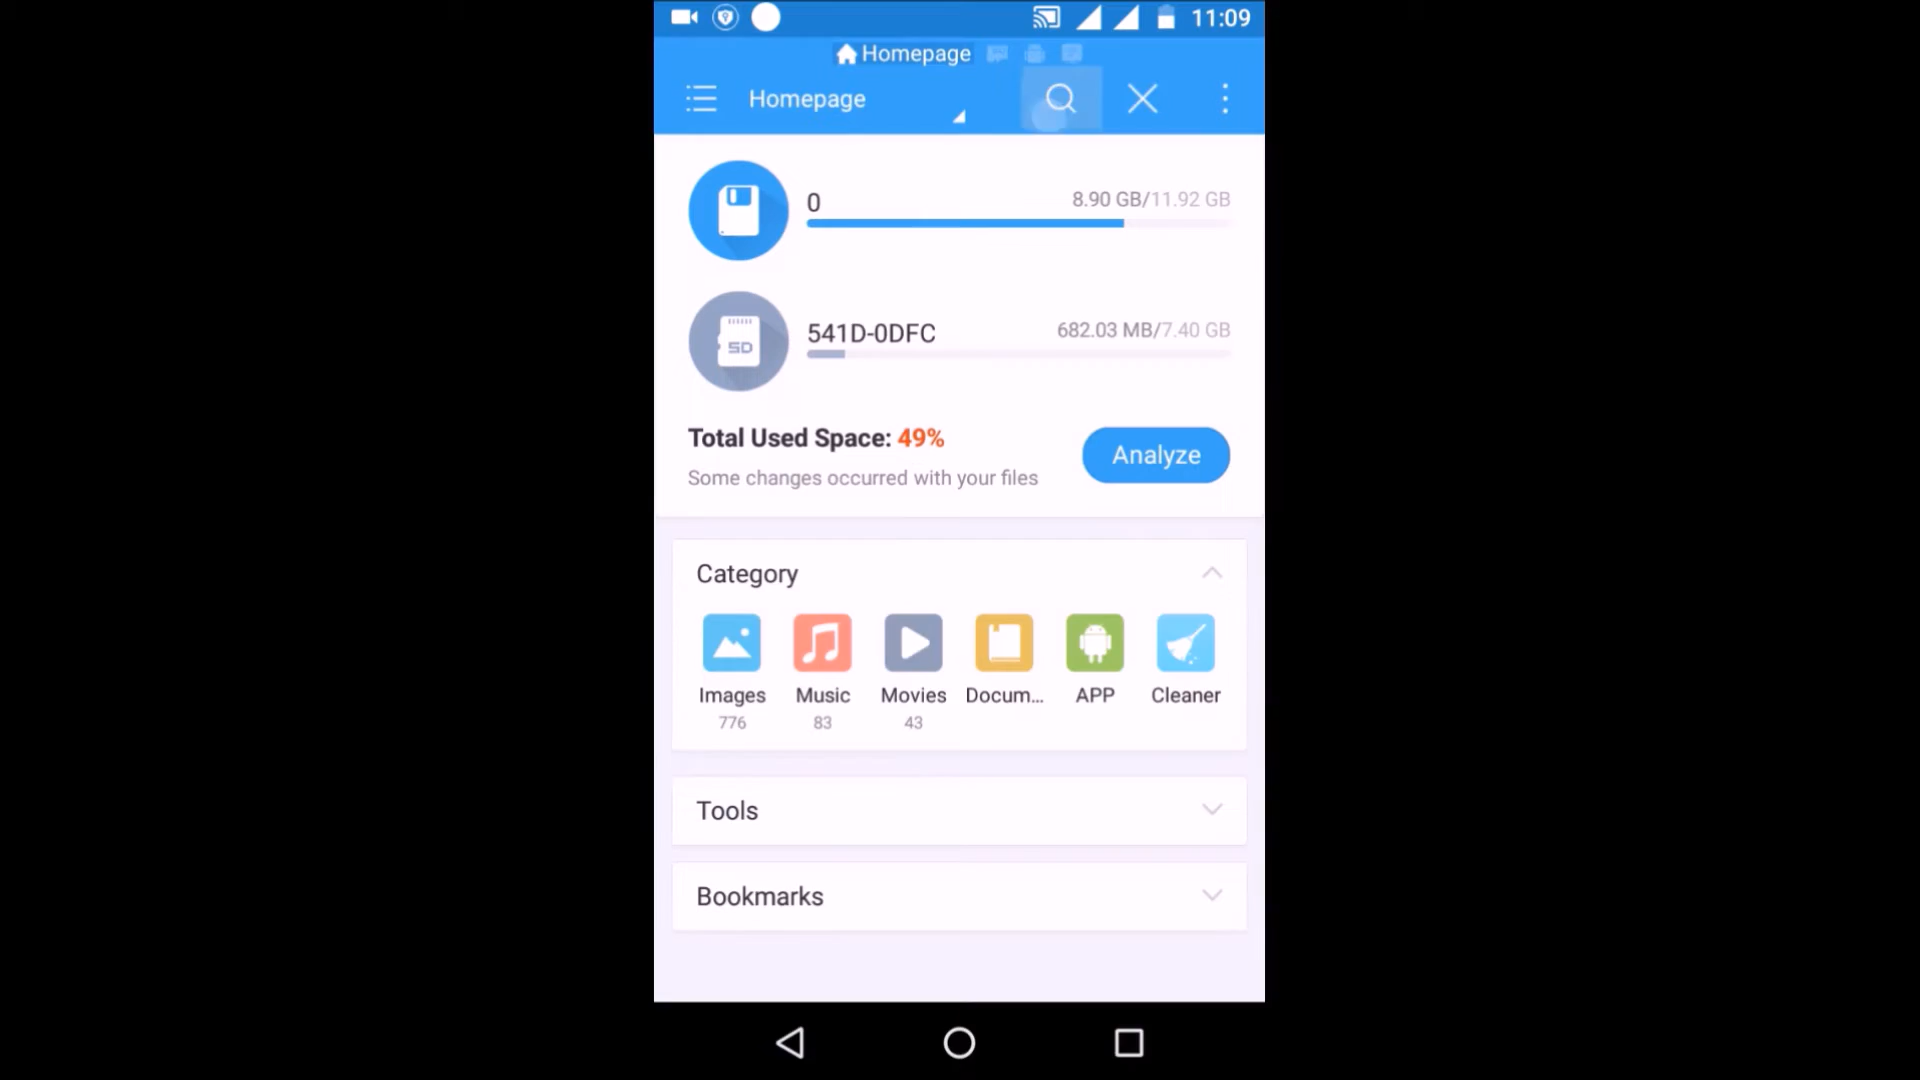 11:09
Homepage
Homepage
0
8.90 GB/11.92 GB
SD
541D-0DFC
682.03 MB/7.40 GB
Total Used Space: 49%
Some changes occurred with your files
Analyze
Category
Images
Music
Movies
Docum...
APP
Cleaner
776
83
43
Tools
Bookmarks